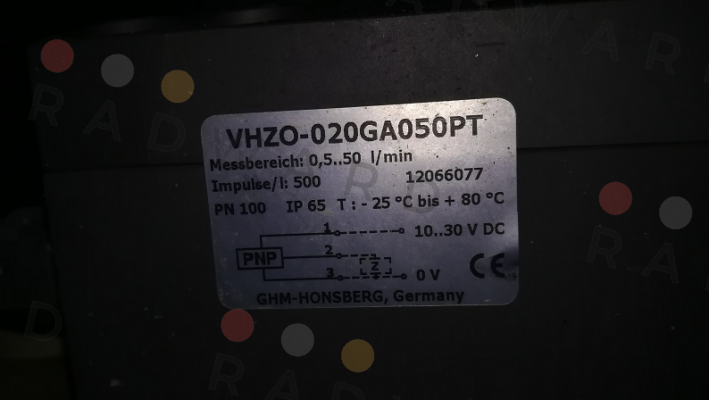 VHZO-020GA050PT
Messbereich: 0,5..50 l/min
Impulse/l: 500 12066077
PN 100 IP 65 T : - 25 °C bis + 80 °C
1 10..30 V DC
PNP 2 Z
3 0 V CE
GHM-HONSBERG, Germany
RADWARD